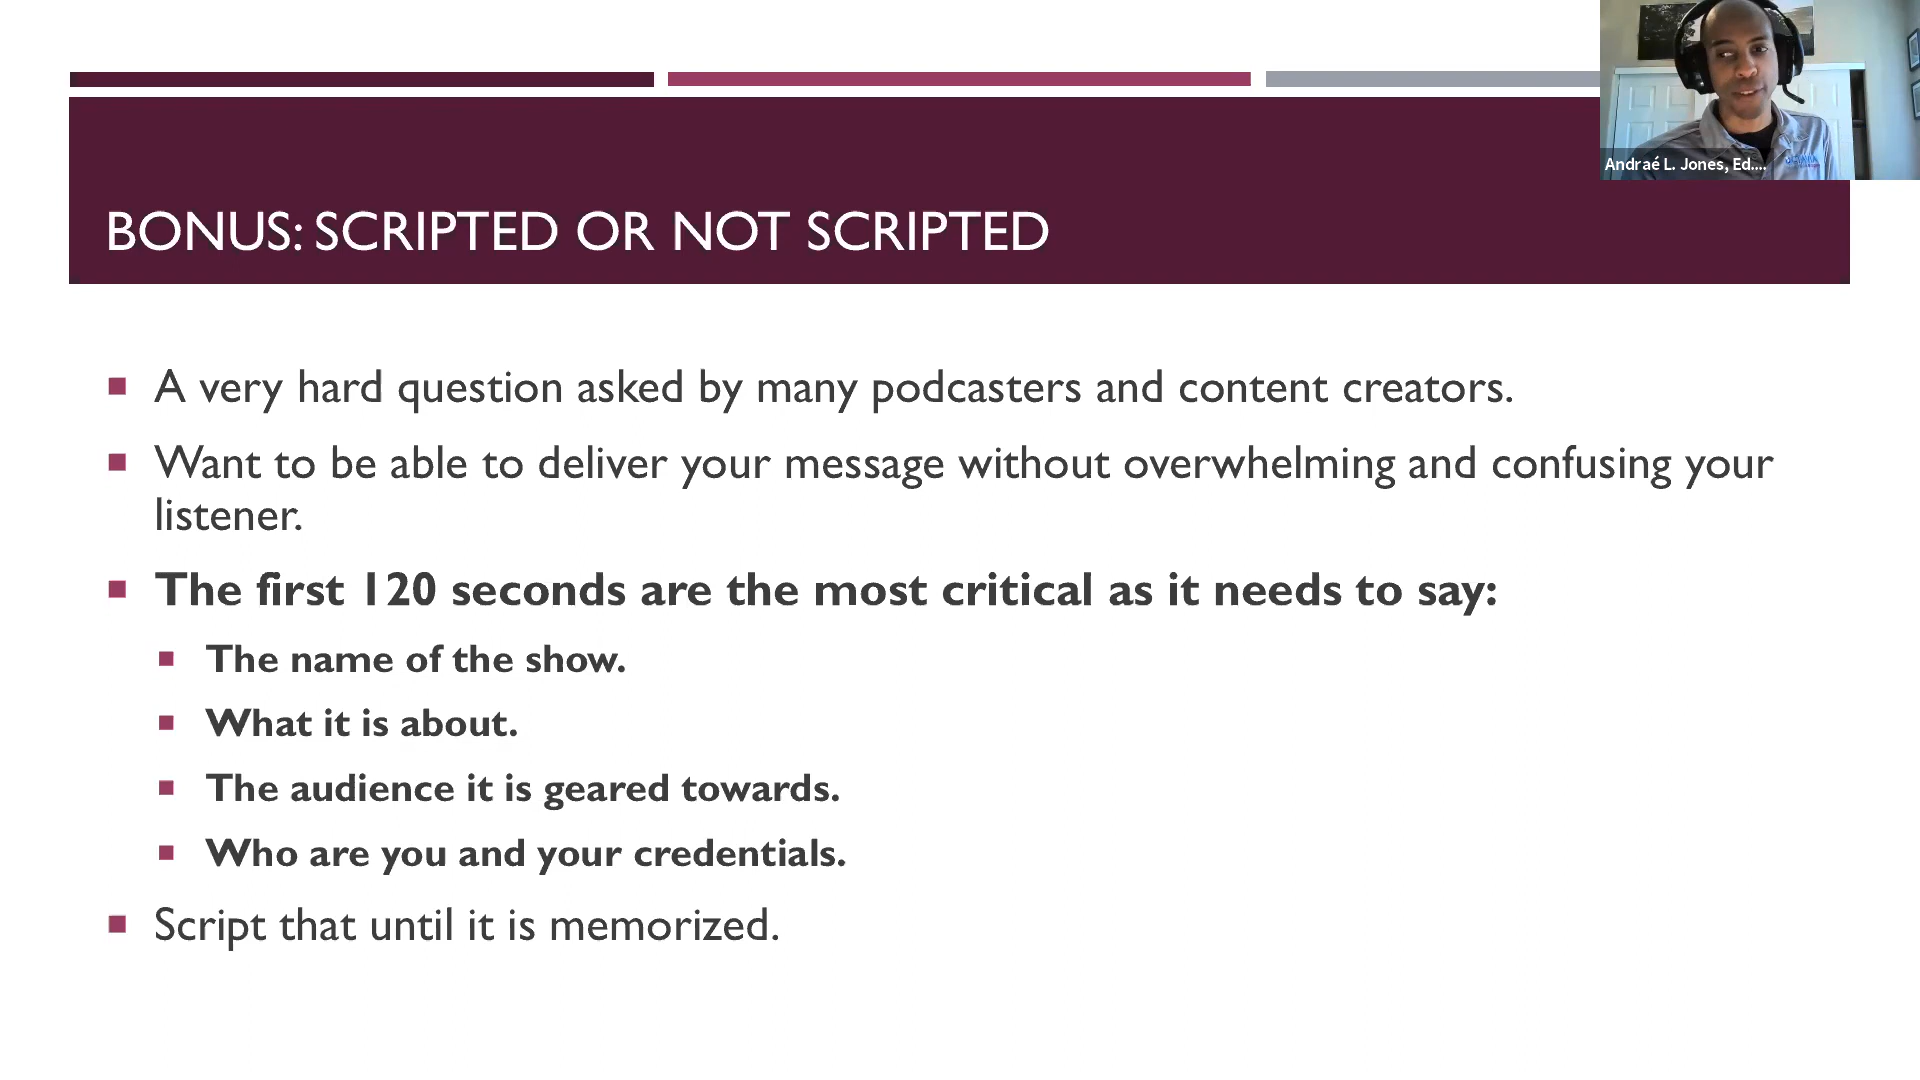 Andraé L. Jones, Ed....
BONUS: SCRIPTED OR NOT SCRIPTED
A very hard question asked by many podcasters and content creators.
Want to be able to deliver your message without overwhelming and confusing your
listener.
The first 120 seconds are the most critical as it needs to say:
The name of the show.
What it is about.
The audience it is geared towards.
Who are you and your credentials.
Script that until it is memorized.